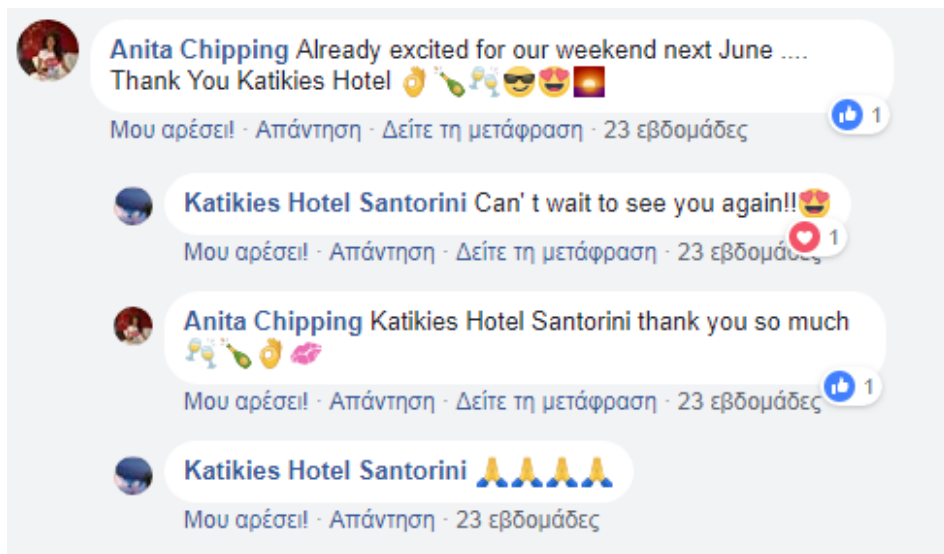 Anita Chipping Already excited for our weekend next June ....
Thank You Katikies Hotel 👌🍾🥂😎😍🌅
Μου αρέσει! · Απάντηση · Δείτε τη μετάφραση · 23 εβδομάδες
1
Katikies Hotel Santorini Can' t wait to see you again!!😍
1
Μου αρέσει! · Απάντηση · Δείτε τη μετάφραση · 23 εβδομάδες
Anita Chipping Katikies Hotel Santorini thank you so much
🥂🍾👌💋
1
Μου αρέσει! · Απάντηση · Δείτε τη μετάφραση · 23 εβδομάδες
Katikies Hotel Santorini 🙏🙏🙏🙏
Μου αρέσει! · Απάντηση · 23 εβδομάδες